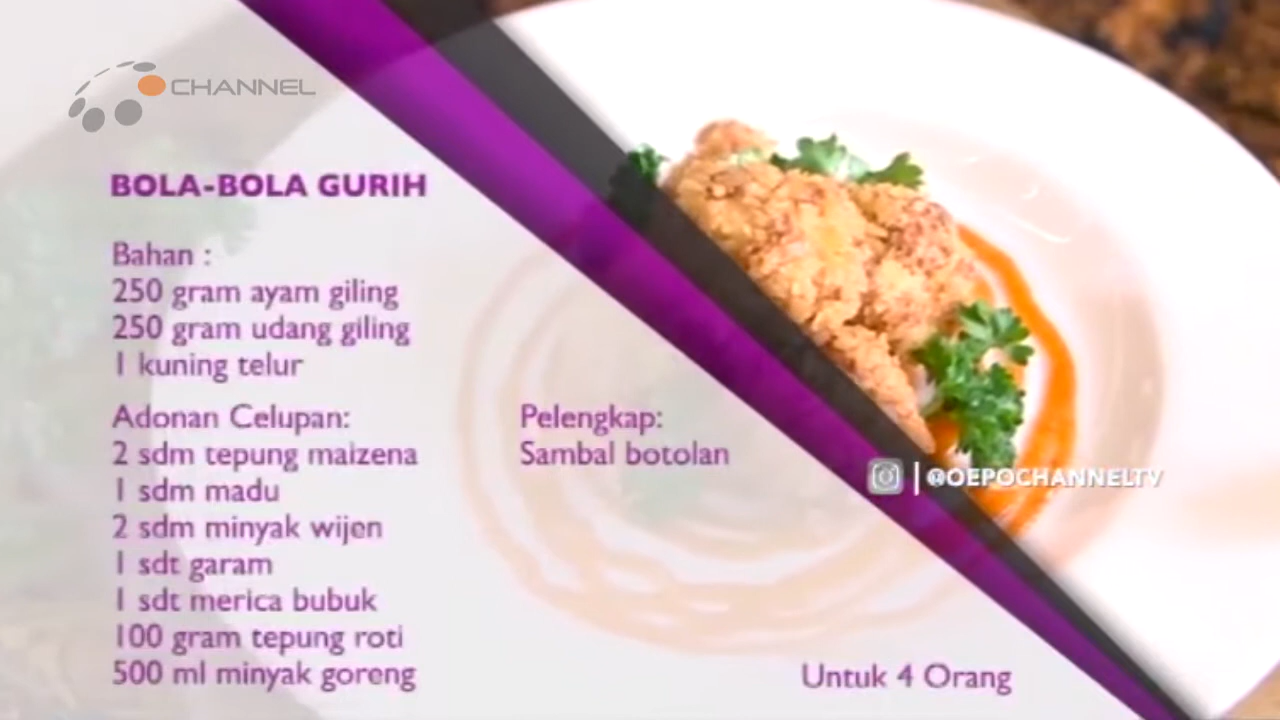 CHANNEL
BOLA-BOLA GURIH
Bahan :
250 gram ayam giling
250 gram udang giling
1 kuning telur
Adonan Celupan:
2 sdm tepung maizena
1 sdm madu
2 sdm minyak wijen
1 sdt garam
1 sdt merica bubuk
100 gram tepung roti
500 ml minyak goreng
Pelengkap:
Sambal botolan
@OEPOCHANNELTV
Untuk 4 Orang